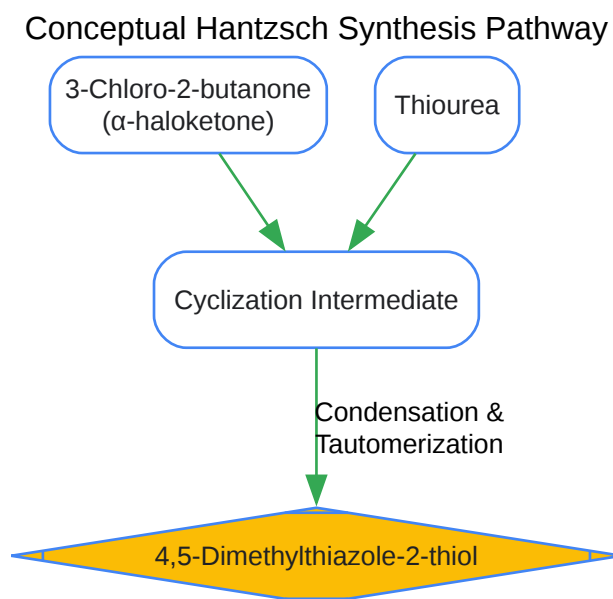 Conceptual Hantzsch Synthesis Pathway
3-Chloro-2-butanone
(α-haloketone)
Thiourea
Cyclization Intermediate
Condensation &
Tautomerization
4,5-Dimethylthiazole-2-thiol